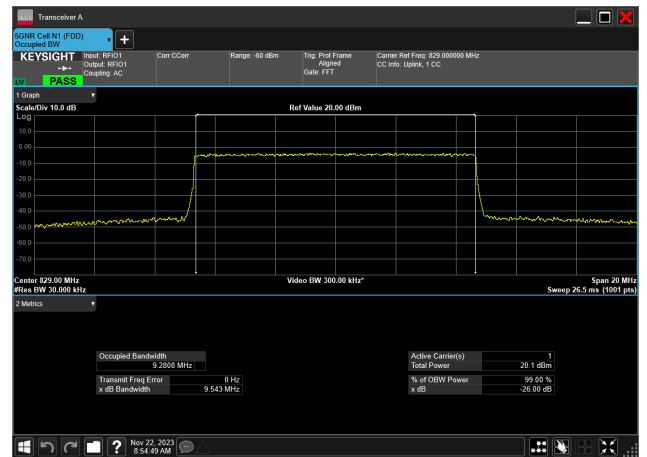 Transceiver A
5GNR Cell N1 (FDD)
Occupied BW
KEYSIGHT
Input: RFIO1
Output: RFIO1
Coupling: AC
Corr CCorr
Range: -60 dBm
Trig: Prot Frame
Aligned
Gate: FFT
Carrier Ref Freq: 829.000000 MHz
CC Info: Uplink, 1 CC
PASS
1 Graph
Scale/Div 10.0 dB
Ref Value 20.00 dBm
Log
10.0
0.00
-10.0
-20.0
-30.0
-40.0
-50.0
-60.0
-70.0
Center 829.00 MHz
Video BW 300.00 kHz*
Span 20 MHz
#Res BW 30.000 kHz
Sweep 26.5 ms (1001 pts)
2 Metrics
Occupied Bandwidth
9.2808 MHz
Active Carrier(s) 1
Total Power 20.1 dBm
Transmit Freq Error 0 Hz
x dB Bandwidth 9.543 MHz
% of OBW Power 99.00 %
x dB -26.00 dB
Nov 22, 2023
8:54:49 AM